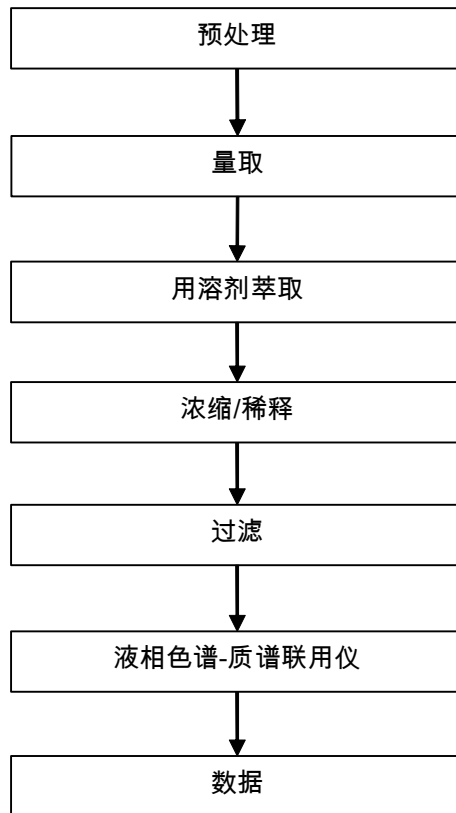 预处理
量取
用溶剂萃取
浓缩/稀释
过滤
液相色谱-质谱联用仪
数据